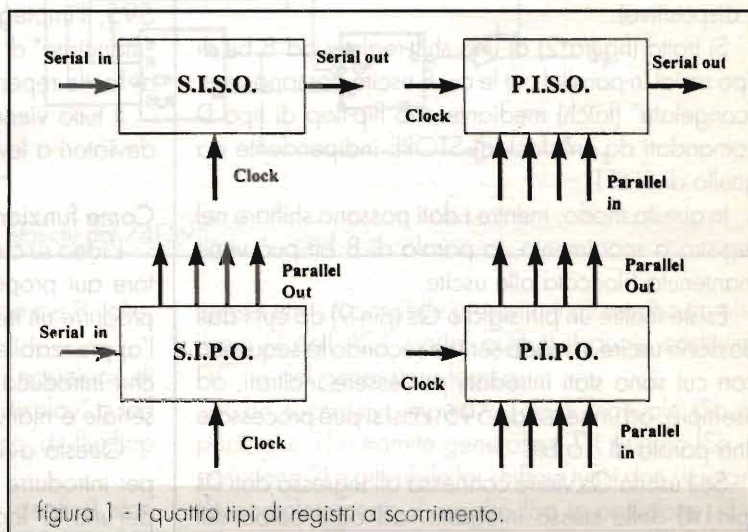 Serial in
S.I.S.O.
Serial out
Clock
P.I.S.O.
Serial out
Clock
Parallel
in
Parallel
Out
Serial in
S.I.P.O.
Clock
Parallel
Out
P.I.P.O.
Clock
Parallel
in
figura 1 - I quattro tipi di registri a scorrimento.